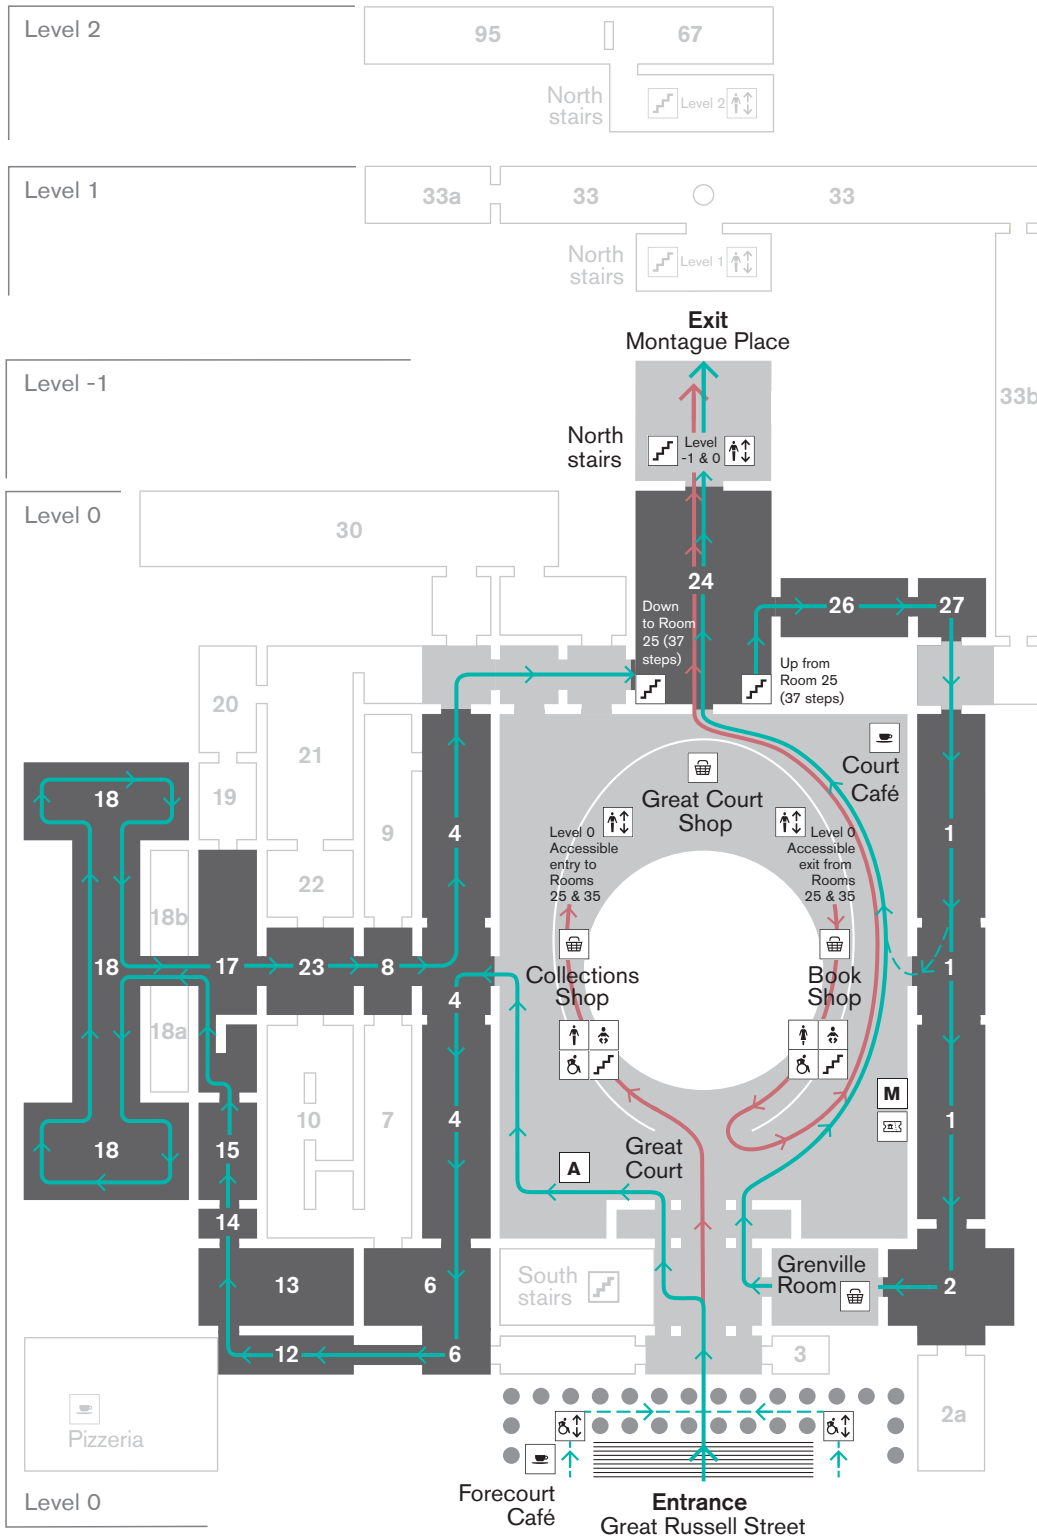 Level 2
95
67
North
stairs
Level 2
Level 1
33a
33
33
North
stairs
Level 1
Exit
Montague Place
Level -1
33b
North
stairs
Level
-1 & 0
Level 0
30
24
26
27
Down
to Room
25 (37
steps)
Up from
Room 25
(37 steps)
20
21
19
18
9
4
22
18b
Court
Café
Great Court
Shop
Level 0
Accessible
entry to
Rooms
25 & 35
Level 0
Accessible
exit from
Rooms
25 & 35
1
18
17
23
8
4
Collections
Shop
Book
Shop
1
18a
10
7
4
M
1
18
15
Great
Court
A
14
13
6
South
stairs
Grenville
Room
2
12
6
3
2a
Pizzeria
Level 0
Forecourt
Café
Entrance
Great Russell Street